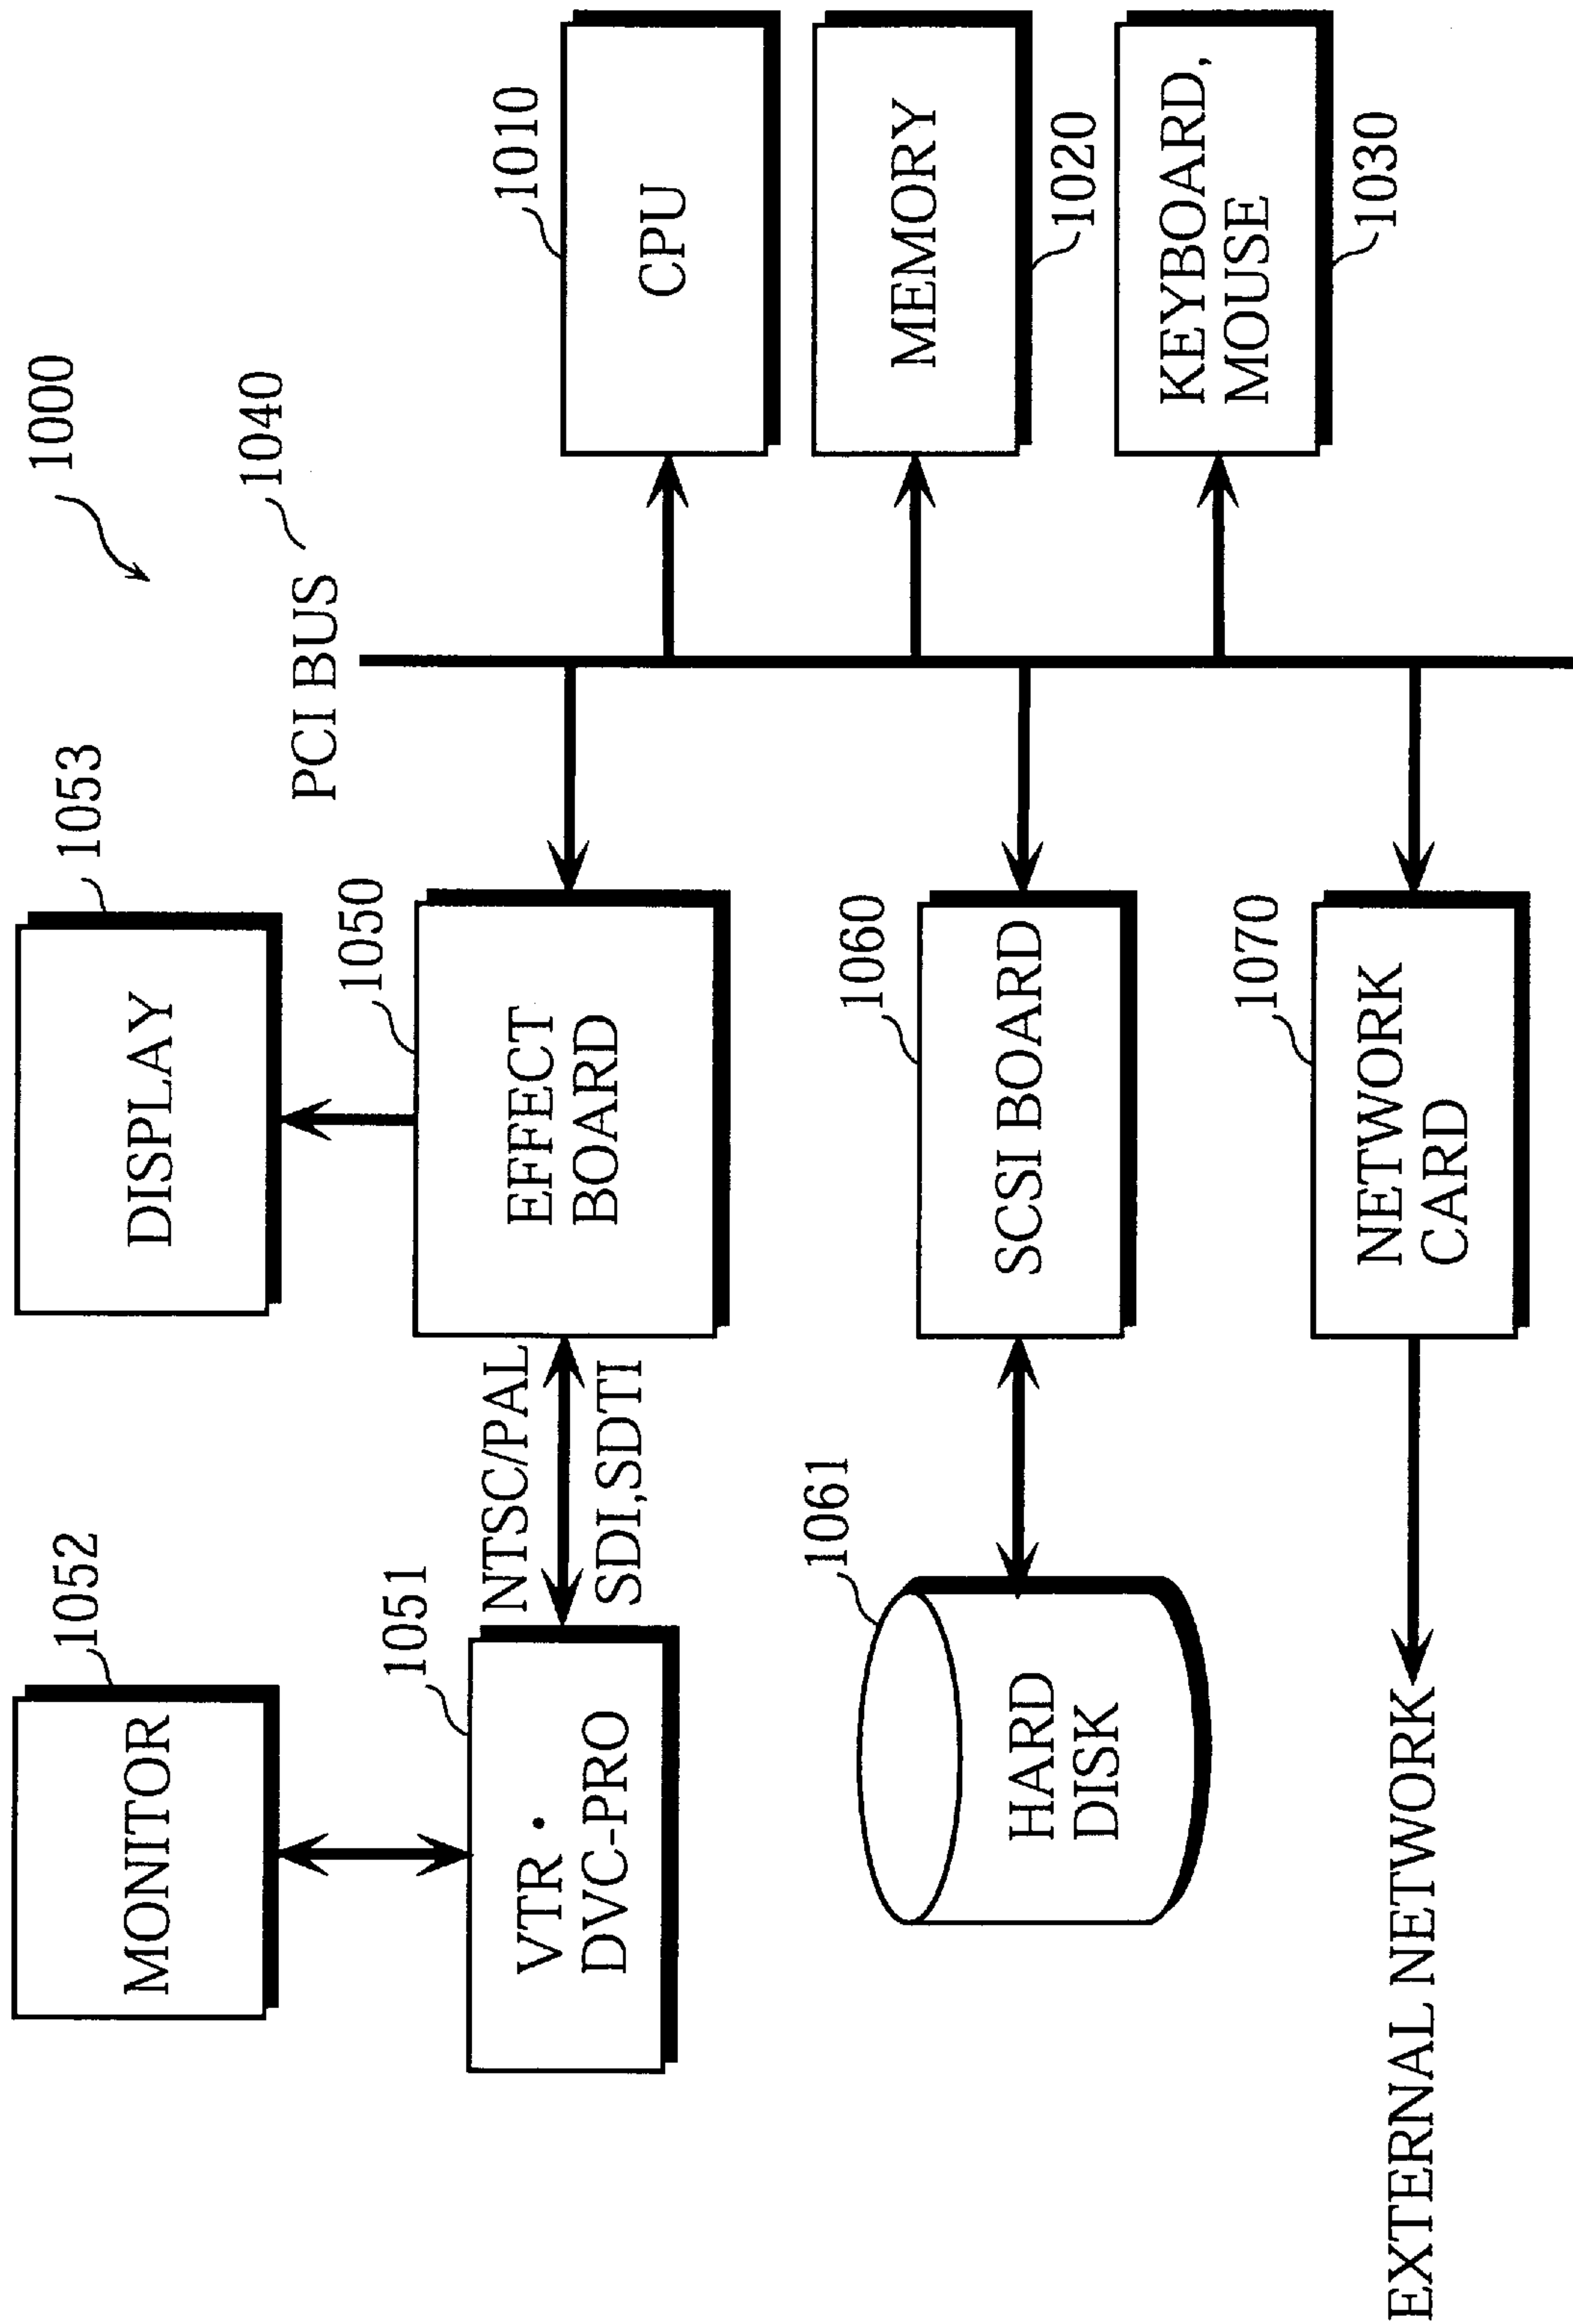 1000
1052
1053
MONITOR
DISPLAY
1040
PCI BUS
1051
1050
1010
NTSC/PAL
SDI,SDTI
VTR ·
DVC-PRO
EFFECT
BOARD
CPU
1061
1060
MEMORY
1020
HARD
DISK
SCSI BOARD
1070
KEYBOARD,
MOUSE
1030
EXTERNAL NETWORK
NETWORK
CARD